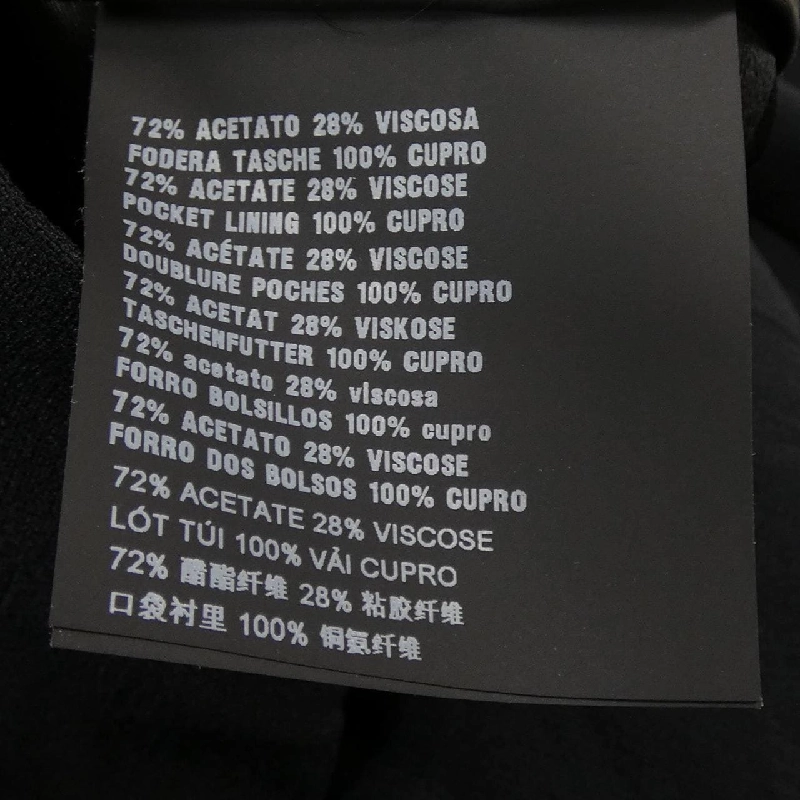 72% ACETATO 28% VISCOSA
FODERA TASCHE 100% CUPRO
72% ACETATE 28% VISCOSE
POCKET LINING 100% CUPRO
72% ACÉTATE 28% VISCOSE
DOUBLURE POCHES 100% CUPRO
72% ACETAT 28% VISKOSE
TASCHENFUTTER 100% CUPRO
72% acetato 28% viscosa
FORRO BOLSILLOS 100% cupro
72% ACETATO 28% VISCOSE
FORRO DOS BOLSOS 100% CUPRO
72% ACETATE 28% VISCOSE
LÓT TÚI 100% VẢI CUPRO
72% 醋酯纤维 28% 粘胶纤维
口袋衬里 100% 铜氨纤维